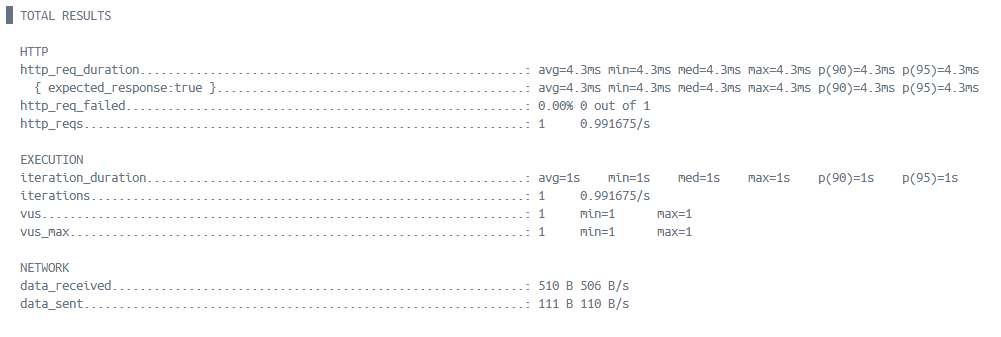 TOTAL RESULTS
HTTP
http_req_duration.......................................................: avg=4.3ms min=4.3ms med=4.3ms max=4.3ms p(90)=4.3ms p(95)=4.3ms
{ expected_response:true }............................................: avg=4.3ms min=4.3ms med=4.3ms max=4.3ms p(90)=4.3ms p(95)=4.3ms
http_req_failed.........................................................: 0.00% 0 out of 1
http_reqs...............................................................: 1 0.991675/s
EXECUTION
iteration_duration......................................................: avg=1s min=1s med=1s max=1s p(90)=1s p(95)=1s
iterations..............................................................: 1 0.991675/s
vus.....................................................................: 1 min=1 max=1
vus_max.................................................................: 1 min=1 max=1
NETWORK
data_received...........................................................: 510 B 506 B/s
data_sent...............................................................: 111 B 110 B/s